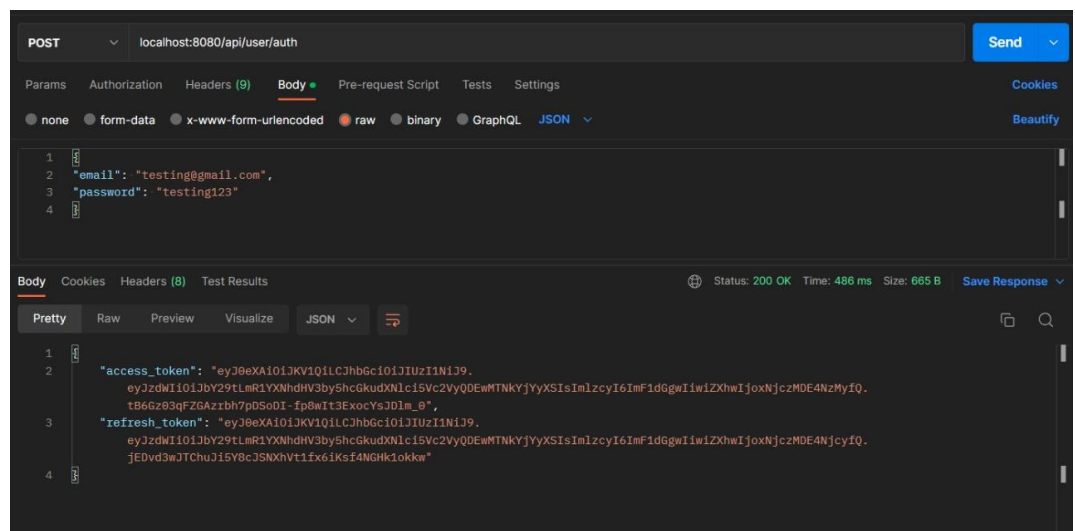 POST localhost:8080/api/user/auth Send
Params Authorization Headers (9) Body Pre-request Script Tests Settings Cookies
none form-data x-www-form-urlencoded raw binary GraphQL JSON Beautify
1 {
2 "email": "testing@gmail.com",
3 "password": "testing123"
4 }
Body Cookies Headers (8) Test Results Status: 200 OK Time: 486 ms Size: 665 B Save Response
Pretty Raw Preview Visualize JSON
1 {
2 "access_token": "eyJ0eXAiOiJKV1QiLCJhbGciOiJIUzI1NiJ9.
eyJzdWIiOiJbY29tLmR1YXNhdHV3by5hcGkudXNlci5Vc2VyQDEwMTNkYjYyXSIsImlzcyI6ImF1dGgwIiwiZXhwIjoxNjczMDE4NzMyfQ.
tB6Gz03qFZGAzrbh7pDSoDI-fp8wIt3ExocYsJDlm_0",
3 "refresh_token": "eyJ0eXAiOiJKV1QiLCJhbGciOiJIUzI1NiJ9.
eyJzdWIiOiJbY29tLmR1YXNhdHV3by5hcGkudXNlci5Vc2VyQDEwMTNkYjYyXSIsImlzcyI6ImF1dGgwIiwiZXhwIjoxNjczMDE4NjcyfQ.
jEDvd3wJTChuJi5Y8cJSNXhVt1fx6iKsf4NGHk1okkw"
4 }